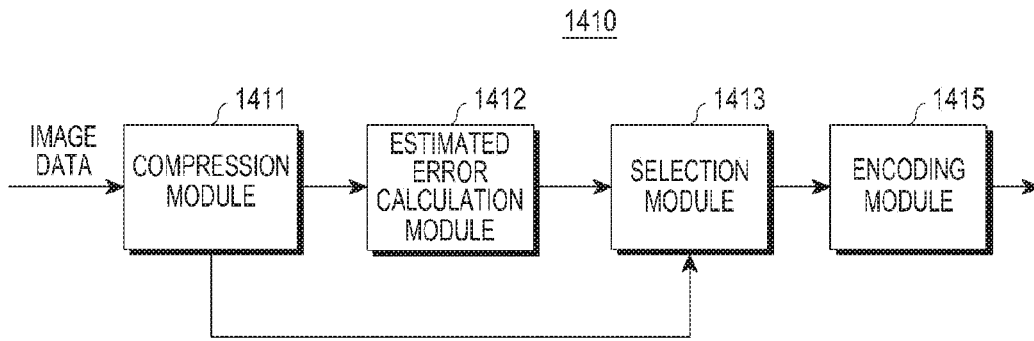 1410
1411
1412
1413
1415
IMAGE
DATA
COMPRESSION
MODULE
ESTIMATED
ERROR
CALCULATION
MODULE
SELECTION
MODULE
ENCODING
MODULE